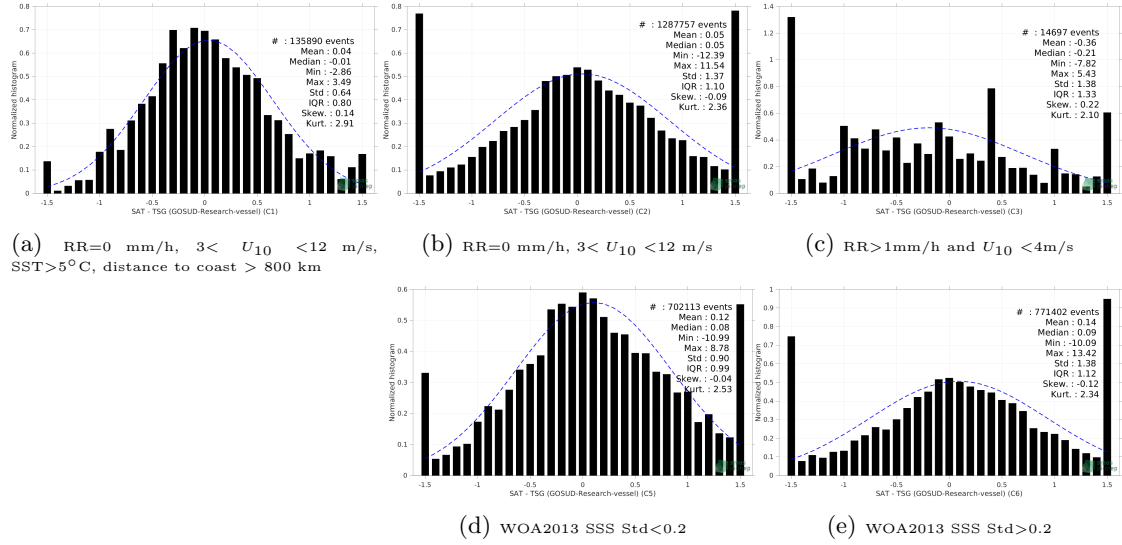 1.4
0.8
0.8
1.2
0.7
0.7
# : 135890 events
Mean : 0.04
Median : -0.01
Min : -2.86
Max : 3.49
Std : 0.64
IQR : 0.80
Skew. : 0.14
Kurt. : 2.91
# : 1287757 events
Mean : 0.05
Median : 0.05
Min : -12.39
Max : 11.54
Std : 1.37
IQR : 1.10
Skew. : -0.09
Kurt. : 2.36
# : 14697 events
Mean : -0.36
Median : -0.21
Min : -7.82
Max : 5.43
Std : 1.38
IQR : 1.33
Skew. : 0.22
Kurt. : 2.10
0.6
0.6
1
0.5
0.5
0.8
0.4
0.4
0.6
0.3
0.3
0.4
0.2
0.2
0.2
0.1
0.1
0
0
0
Normalized histogram
Normalized histogram
Normalized histogram
-1.5 -1 -0.5 0 0.5 1 1.5
-1.5 -1 -0.5 0 0.5 1 1.5
-1.5 -1 -0.5 0 0.5 1 1.5
SAT - TSG (GOSUD-Research-vessel) (C1)
SAT - TSG (GOSUD-Research-vessel) (C2)
SAT - TSG (GOSUD-Research-vessel) (C3)
(a) RR=0 mm/h, 3< U10 <12 m/s,
SST>5°C, distance to coast > 800 km
(b) RR=0 mm/h, 3< U10 <12 m/s
(c) RR>1mm/h and U10 <4m/s
0.6
0.5
0.4
0.3
0.2
0.1
0
Normalized histogram
# : 702113 events
Mean : 0.12
Median : 0.08
Min : -10.99
Max : 8.78
Std : 0.90
IQR : 0.99
Skew. : -0.04
Kurt. : 2.53
-1.5 -1 -0.5 0 0.5 1 1.5
SAT - TSG (GOSUD-Research-vessel) (C5)
1
0.9
0.8
0.7
0.6
0.5
0.4
0.3
0.2
0.1
0
Normalized histogram
# : 771402 events
Mean : 0.14
Median : 0.09
Min : -10.09
Max : 13.42
Std : 1.38
IQR : 1.12
Skew. : -0.12
Kurt. : 2.34
-1.5 -1 -0.5 0 0.5 1 1.5
SAT - TSG (GOSUD-Research-vessel) (C6)
(d) WOA2013 SSS Std<0.2
(e) WOA2013 SSS Std>0.2